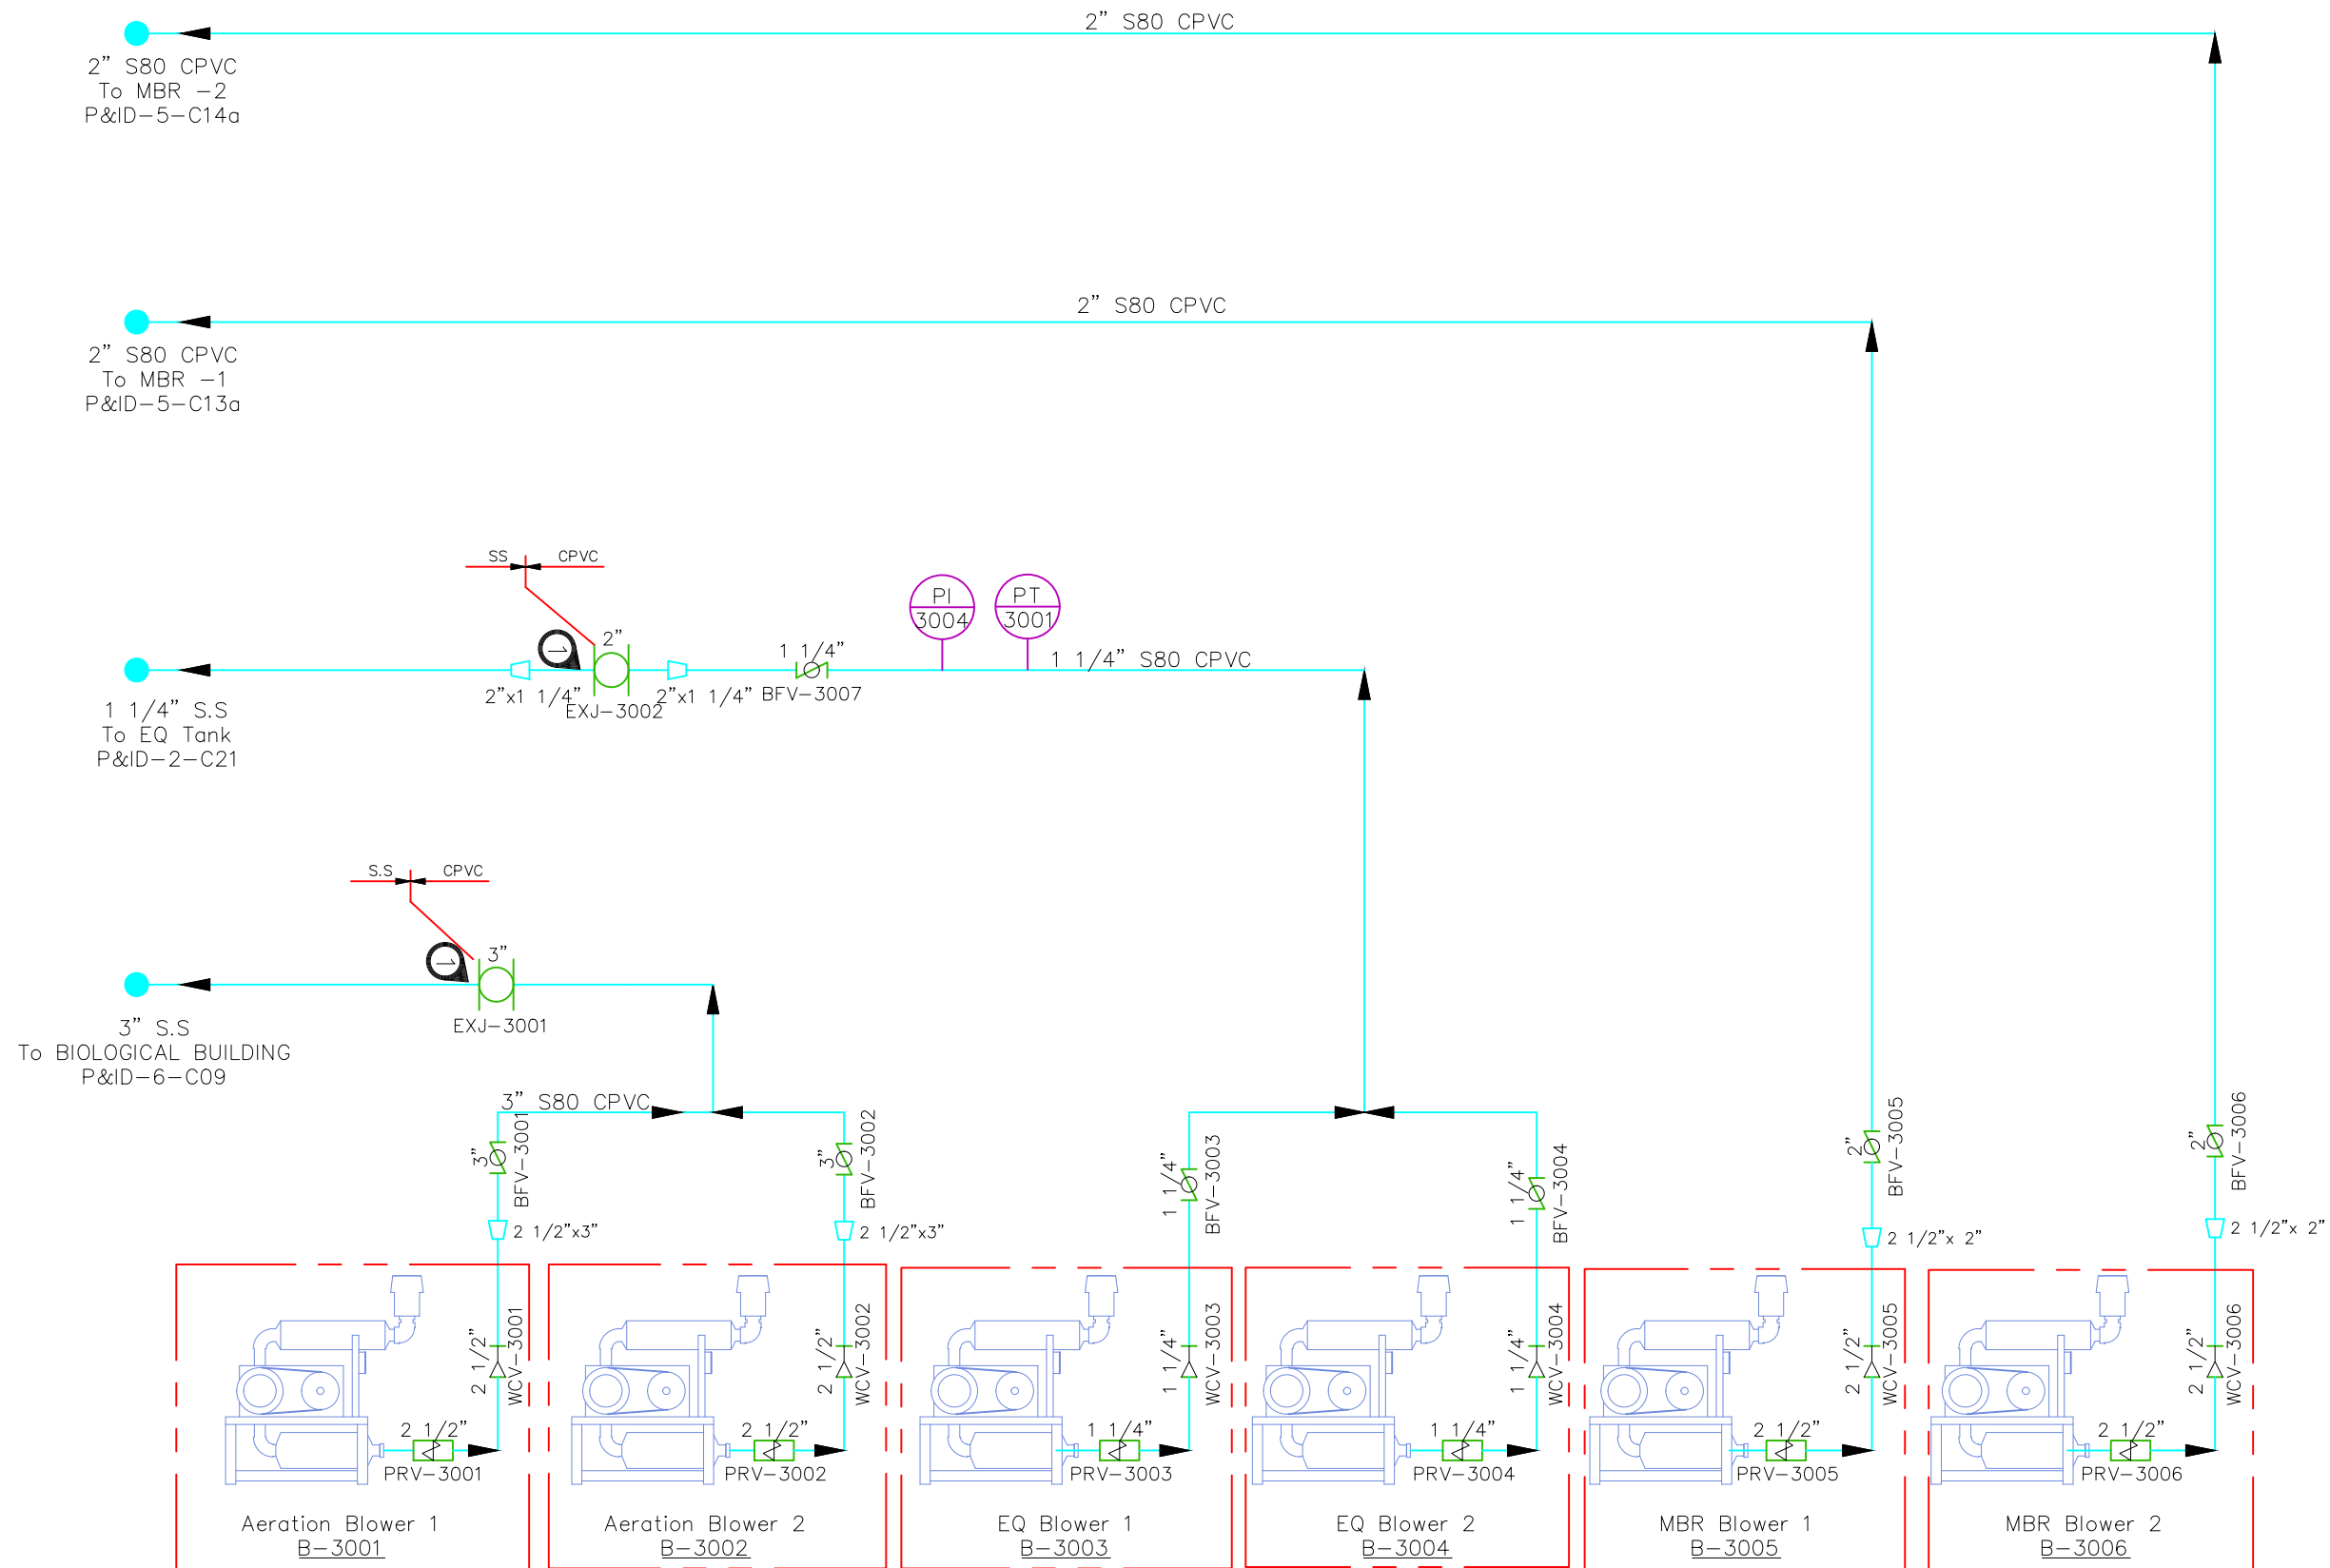 2” S80 CPVC
2” S80 CPVC
To MBR −2
P&ID−5−C14a
2” S80 CPVC
2” S80 CPVC
To MBR −1
P&ID−5−C13a
SS CPVC
PI
3004
PT
3001
1
2”
1 1/4”
1 1/4” S80 CPVC
2”x1 1/4”
EXJ−3002
2”x1 1/4”
BFV−3007
1 1/4” S.S
To EQ Tank
P&ID−2−C21
S.S CPVC
1
3”
EXJ−3001
3” S.S
To BIOLOGICAL BUILDING
P&ID−6−C09
3” S80 CPVC
3”
BFV−3001
3”
BFV−3002
1 1/4”
BFV−3003
1 1/4”
BFV−3004
2”
BFV−3005
2”
BFV−3006
2 1/2”x3”
2 1/2”x3”
2 1/2”x 2”
2 1/2”x 2”
2 1/2”
WCV−3001
2 1/2”
WCV−3002
1 1/4”
WCV−3003
1 1/4”
WCV−3004
2 1/2”
WCV−3005
2 1/2”
WCV−3006
2 1/2”
PRV−3001
2 1/2”
PRV−3002
1 1/4”
PRV−3003
1 1/4”
PRV−3004
2 1/2”
PRV−3005
2 1/2”
PRV−3006
Aeration Blower 1
B−3001
Aeration Blower 2
B−3002
EQ Blower 1
B−3003
EQ Blower 2
B−3004
MBR Blower 1
B−3005
MBR Blower 2
B−3006